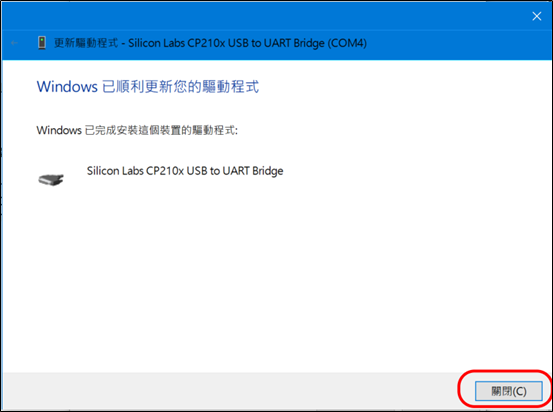 更新驅動程式 - Silicon Labs CP210x USB to UART Bridge (COM4)
Windows 已順利更新您的驅動程式
Windows 已完成安裝這個裝置的驅動程式:
Silicon Labs CP210x USB to UART Bridge
關閉(C)